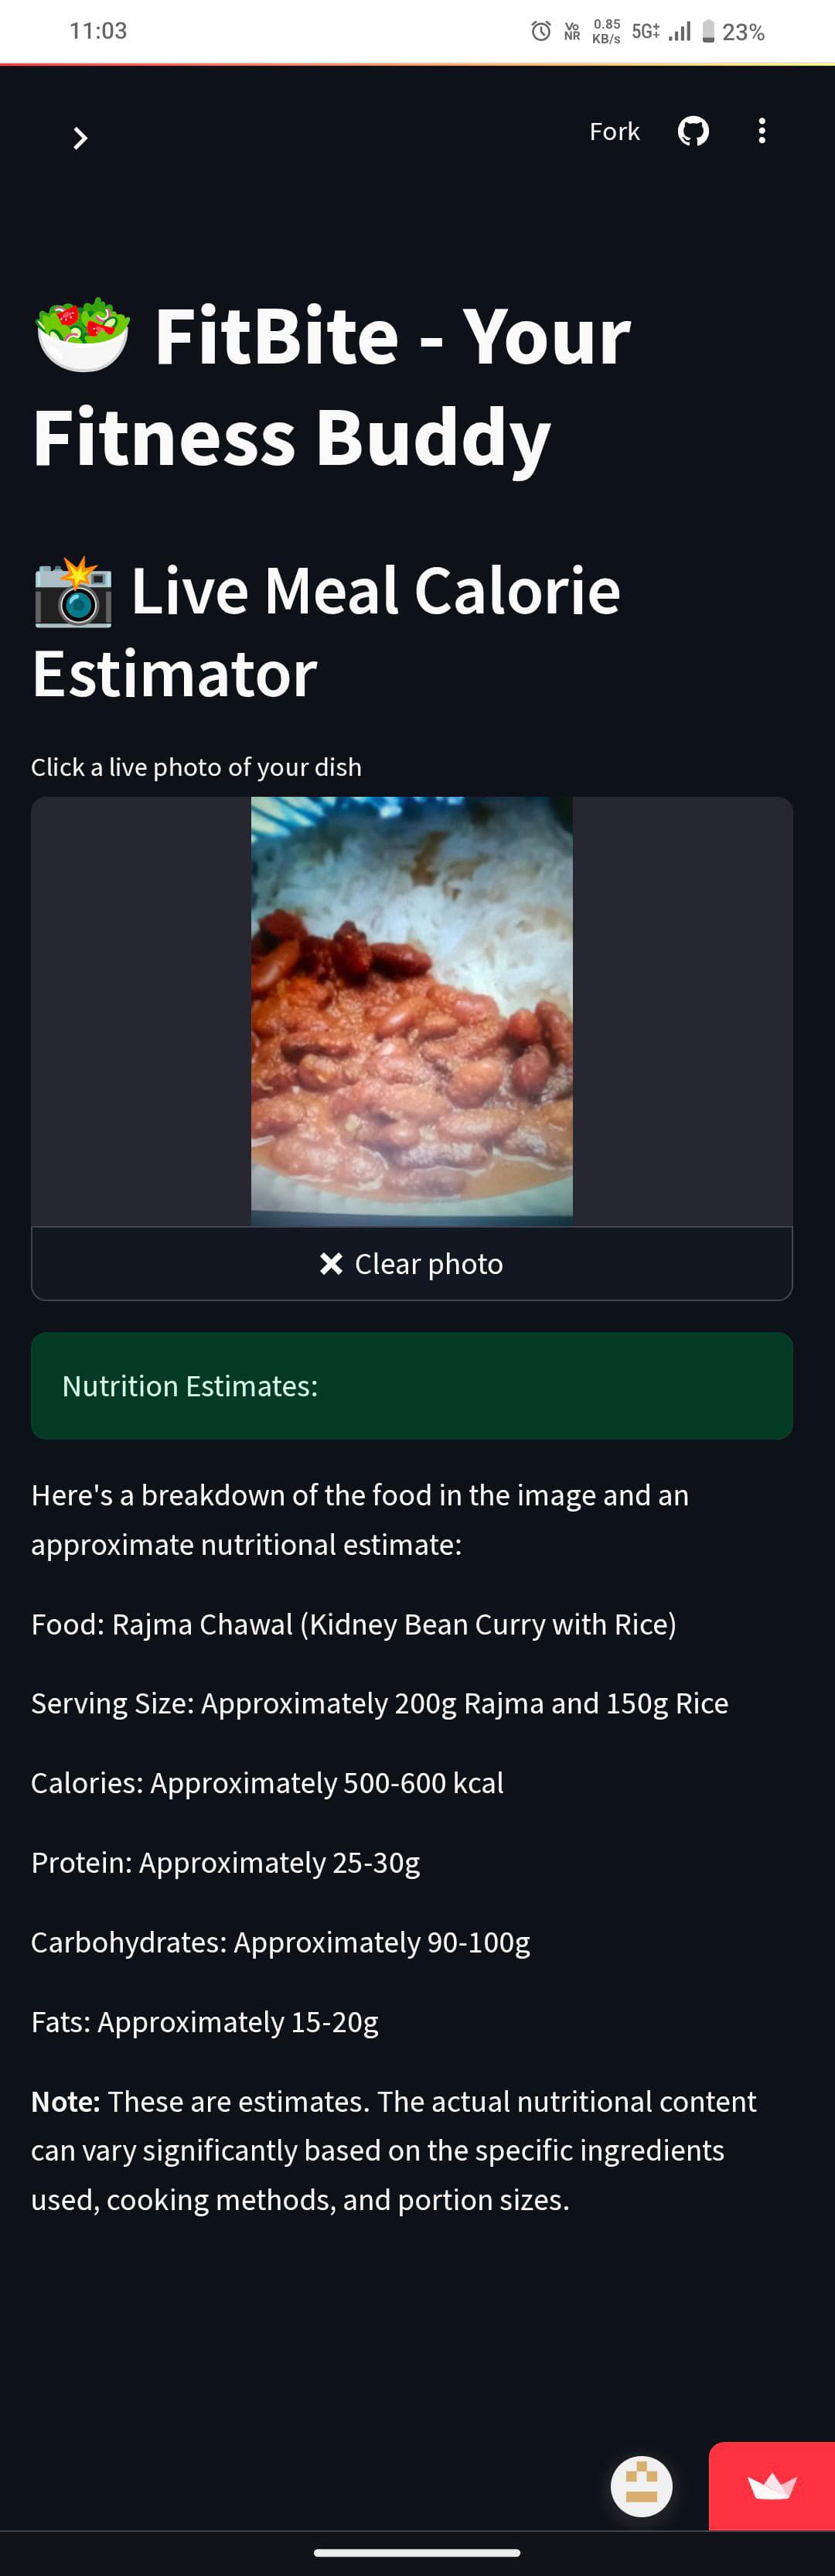 11:03
Vo NR 0.85 KB/s 5G 23%
Fork
FitBite - Your
Fitness Buddy
Live Meal Calorie
Estimator
Click a live photo of your dish
Clear photo
Nutrition Estimates:
Here's a breakdown of the food in the image and an
approximate nutritional estimate:
Food: Rajma Chawal (Kidney Bean Curry with Rice)
Serving Size: Approximately 200g Rajma and 150g Rice
Calories: Approximately 500-600 kcal
Protein: Approximately 25-30g
Carbohydrates: Approximately 90-100g
Fats: Approximately 15-20g
Note: These are estimates. The actual nutritional content
can vary significantly based on the specific ingredients
used, cooking methods, and portion sizes.